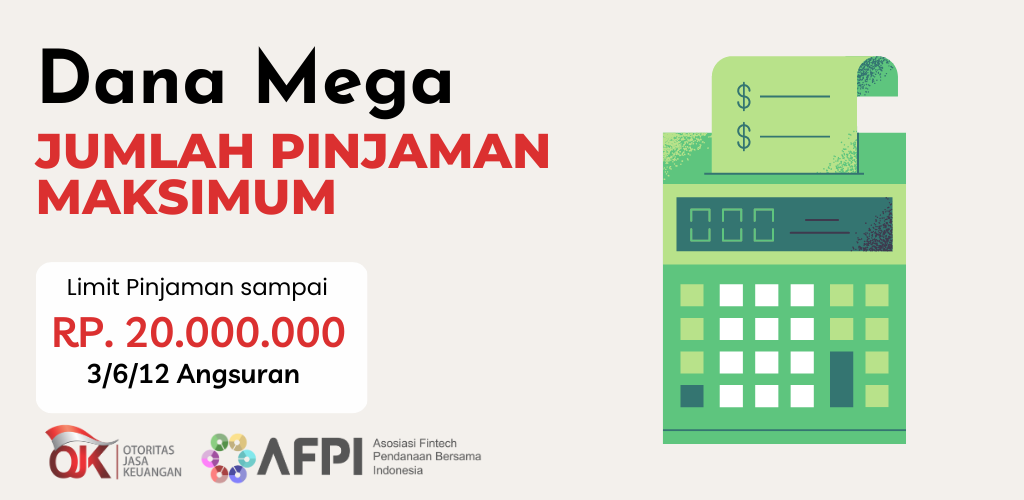 Dana Mega
JUMLAH PINJAMAN
MAKSIMUM
Limit Pinjaman sampai
RP. 20.000.000
3/6/12 Angsuran
OJK
OTORITAS
JASA
KEUANGAN
AFPI
Asosiasi Fintech
Pendanaan Bersama
Indonesia
$
$
000